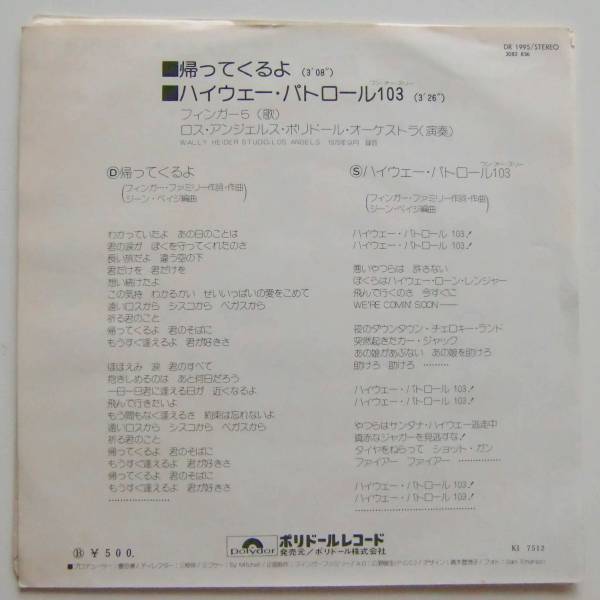 DR 1995/STEREO
3082 836
■帰ってくるよ (3'08")
■ハイウェー・パトロール103 (3'26")
フィンガー5(歌)
ロス・アンジェルス・ポリドール・オーケストラ(演奏)
WALLY HEIDER STUDIO/LOS ANGELS
Ⓓ帰ってくるよ
(フィンガー・ファミリー作詞・作曲
ジーン・ペイジ編曲)
わかっていたよ あの日のことは
君の涙が ぼくを守ってくれたのさ
長い旅だよ 違う空の下
君だけを 君だけを
想い続けたよ
この気持 わかるかい せいいっぱいの愛をこめて
遠いロスから シスコから ベガスから
祈る君のこと
帰ってくるよ 君のそばに
もうすぐ逢えるよ 君が好きさ
ほほえみ 涙 君のすべて
抱きしめるのは あと何日だろう
一日一日君に逢える日が 近くなるよ
飛んで行きたいよ
もう間もなく逢えるさ 約束は忘れないよ
遠いロスから シスコから ベガスから
祈る君のこと
帰ってくるよ 君のそばに
もうすぐ逢えるよ 君が好きさ
帰ってくるよ 君のそばに
もうすぐ逢えるよ 君が好きさ
………………
Ⓢハイウェー・パトロール103
(フィンガー・ファミリー作詞・作曲
ジーン・ペイジ編曲)
ハイウェー・パトロール 103!
ハイウェー・パトロール 103!
悪いやつらは 許さない
ぼくらはハイウェー・ローン・レンジャー
飛んで行くのさ 今すぐに
WE'RE COMIN' SOON——
夜のダウンタウン・チェロキー・ランド
突然起きたカー・ジャック
あの娘があぶない あの娘を助けろ
助けろ 助けろ ………
ハイウェー・パトロール 103!
ハイウェー・パトロール 103!
やつらはサンタナ・ハイウェー逃走中
真赤なジャガーを見逃すな!
タイヤをねらって ショット・ガン
ファイアー ファイアー………
ハイウェー・パトロール 103!
ハイウェー・パトロール 103!
………………
Ⓑ ¥500.
Polydor
ポリドールレコード
発売元/ポリドール株式会社
KI 7512